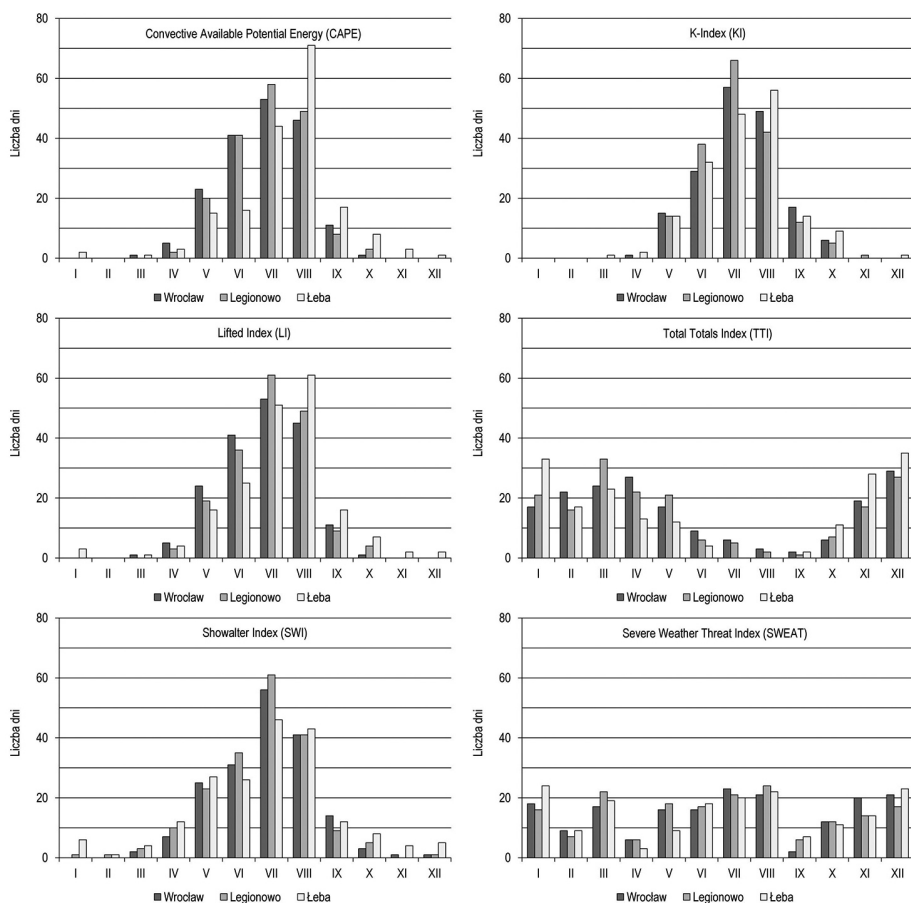 Convective Available Potential Energy (CAPE)
Liczba dni
80
60
40
20
0
I II III IV V VI VII VIII IX X XI XII
Wrocław Legionowo Łeba
K-Index (KI)
Liczba dni
80
60
40
20
0
I II III IV V VI VII VIII IX X XI XII
Wrocław Legionowo Łeba
Lifted Index (LI)
Liczba dni
80
60
40
20
0
I II III IV V VI VII VIII IX X XI XII
Wrocław Legionowo Łeba
Total Totals Index (TTI)
Liczba dni
80
60
40
20
0
I II III IV V VI VII VIII IX X XI XII
Wrocław Legionowo Łeba
Showalter Index (SWI)
Liczba dni
80
60
40
20
0
I II III IV V VI VII VIII IX X XI XII
Wrocław Legionowo Łeba
Severe Weather Threat Index (SWEAT)
Liczba dni
80
60
40
20
0
I II III IV V VI VII VIII IX X XI XII
Wrocław Legionowo Łeba